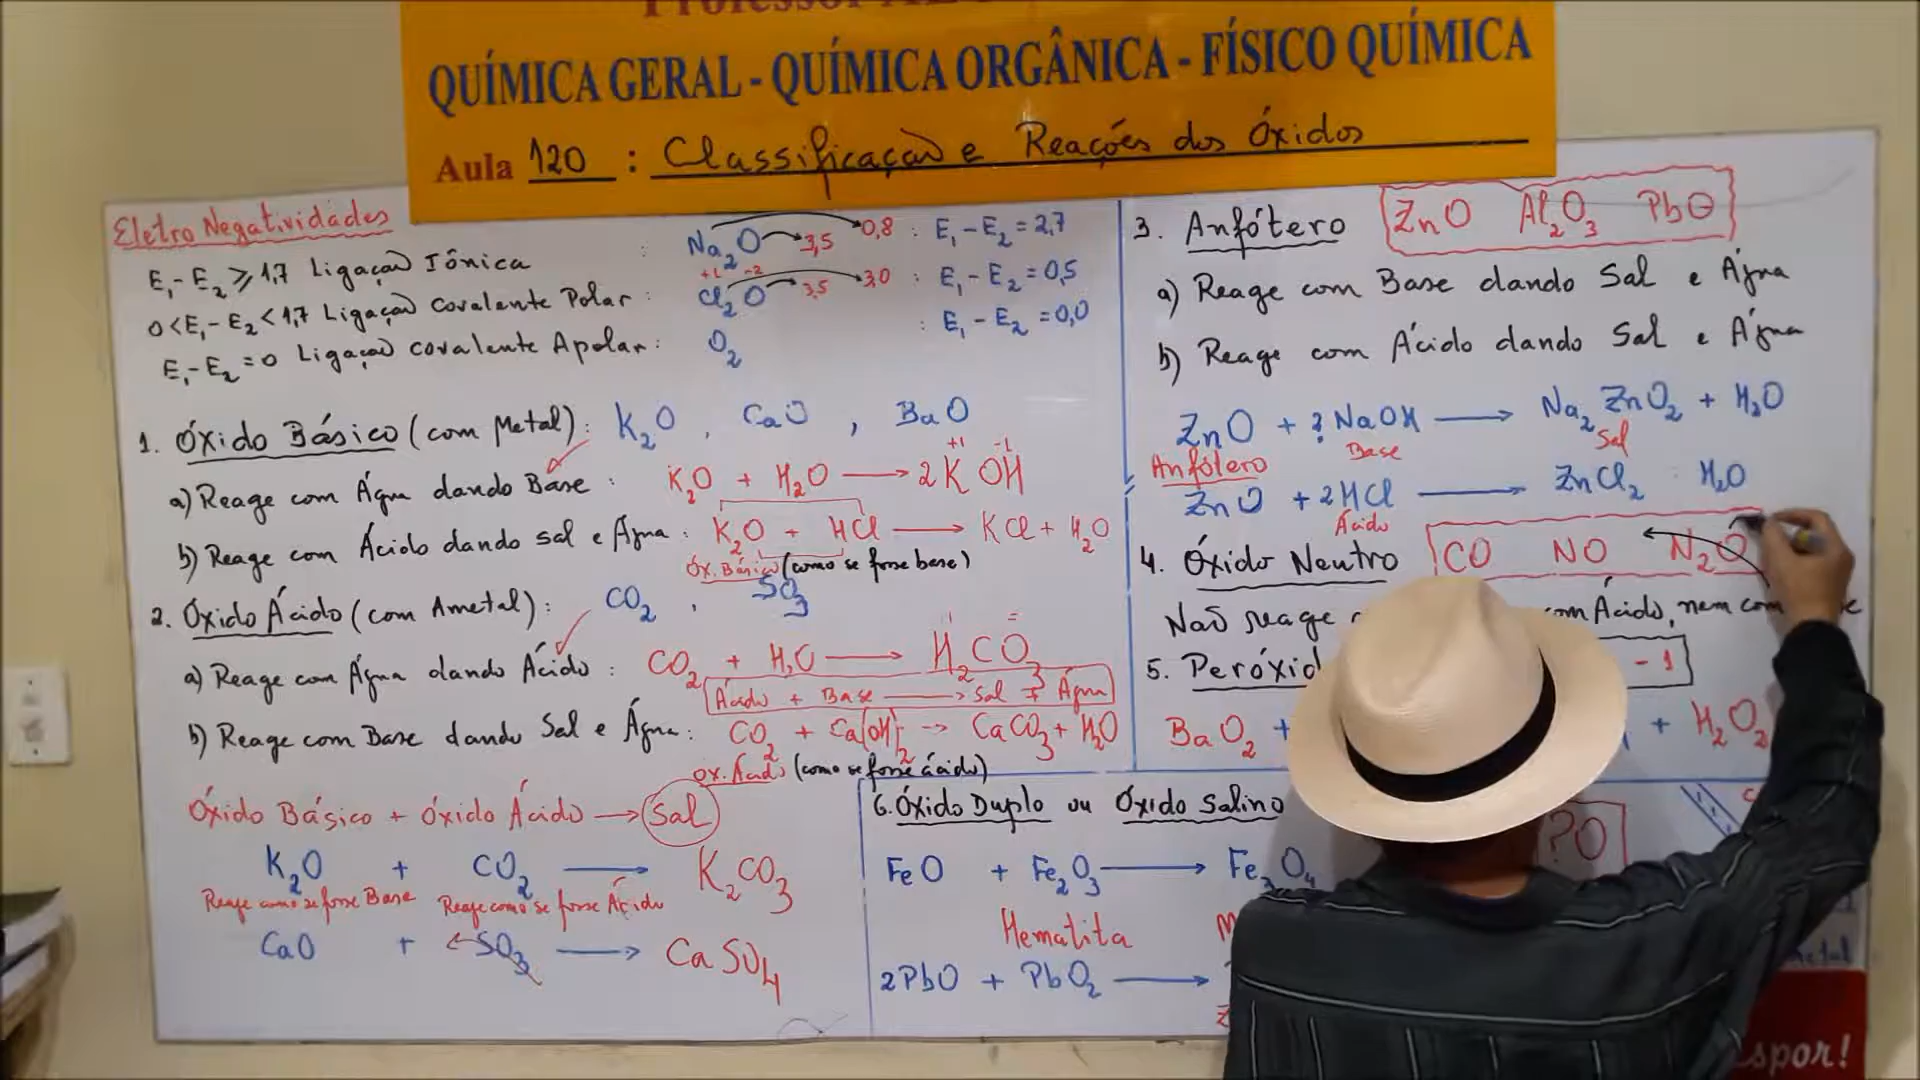 QUÍMICA GERAL - QUÍMICA ORGÂNICA - FÍSICO QUÍMICA
Aula 120 : Classificação e Reações dos Óxidos
EletroNegatividades
E₁-E₂ ⩾ 1,7 Ligação Iônica : Na₂O 3,5 0,8 : E₁-E₂ = 2,7
+1 -2
0<E₁-E₂<1,7 Ligação covalente Polar : Cl₂O 3,5 3,0 : E₁-E₂ = 0,5
E₁-E₂=0 Ligação covalente Apolar : O₂ : E₁-E₂ = 0,0
1. Óxido Básico (com Metal) : K₂O , CaO , BaO
a) Reage com Água dando Base : K₂O + H₂O → 2K⁺¹ OH⁻¹
b) Reage com Ácido dando sal e Água : K₂O + HCl → KCl + H₂O
Óx. Básico (como se fosse base)
2. Óxido Ácido (com Ametal) : CO₂ , SO₃
a) Reage com Água dando Ácido : CO₂ + H₂O → H₂CO₃
Ácido + Base → Sal + Água
b) Reage com Base dando Sal e Água : CO₂ + Ca(OH)₂ → CaCO₃ + H₂O
ox. Ácido (como se fosse ácido)
Óxido Básico + Óxido Ácido → Sal
K₂O + CO₂ → K₂CO₃
Reage como se fosse Base Reage como se fosse Ácido
CaO + SO₃ → CaSO₄
3. Anfótero ZnO Al₂O₃ PbO
a) Reage com Base dando Sal e Água
b) Reage com Ácido dando Sal e Água
ZnO + 2NaOH → Na₂ZnO₂ + H₂O
Anfótero Base Sal
ZnO + 2HCl → ZnCl₂ H₂O
Ácido
4. Óxido Neutro CO NO N₂O
Não reage com Ácido, nem com
5. Peróxid -1
BaO₂ + + H₂O₂
6. Óxido Duplo ou Óxido Salino ?O
FeO + Fe₂O₃ → Fe₃O₄
Hematita
2PbO + PbO₂ →
spor!